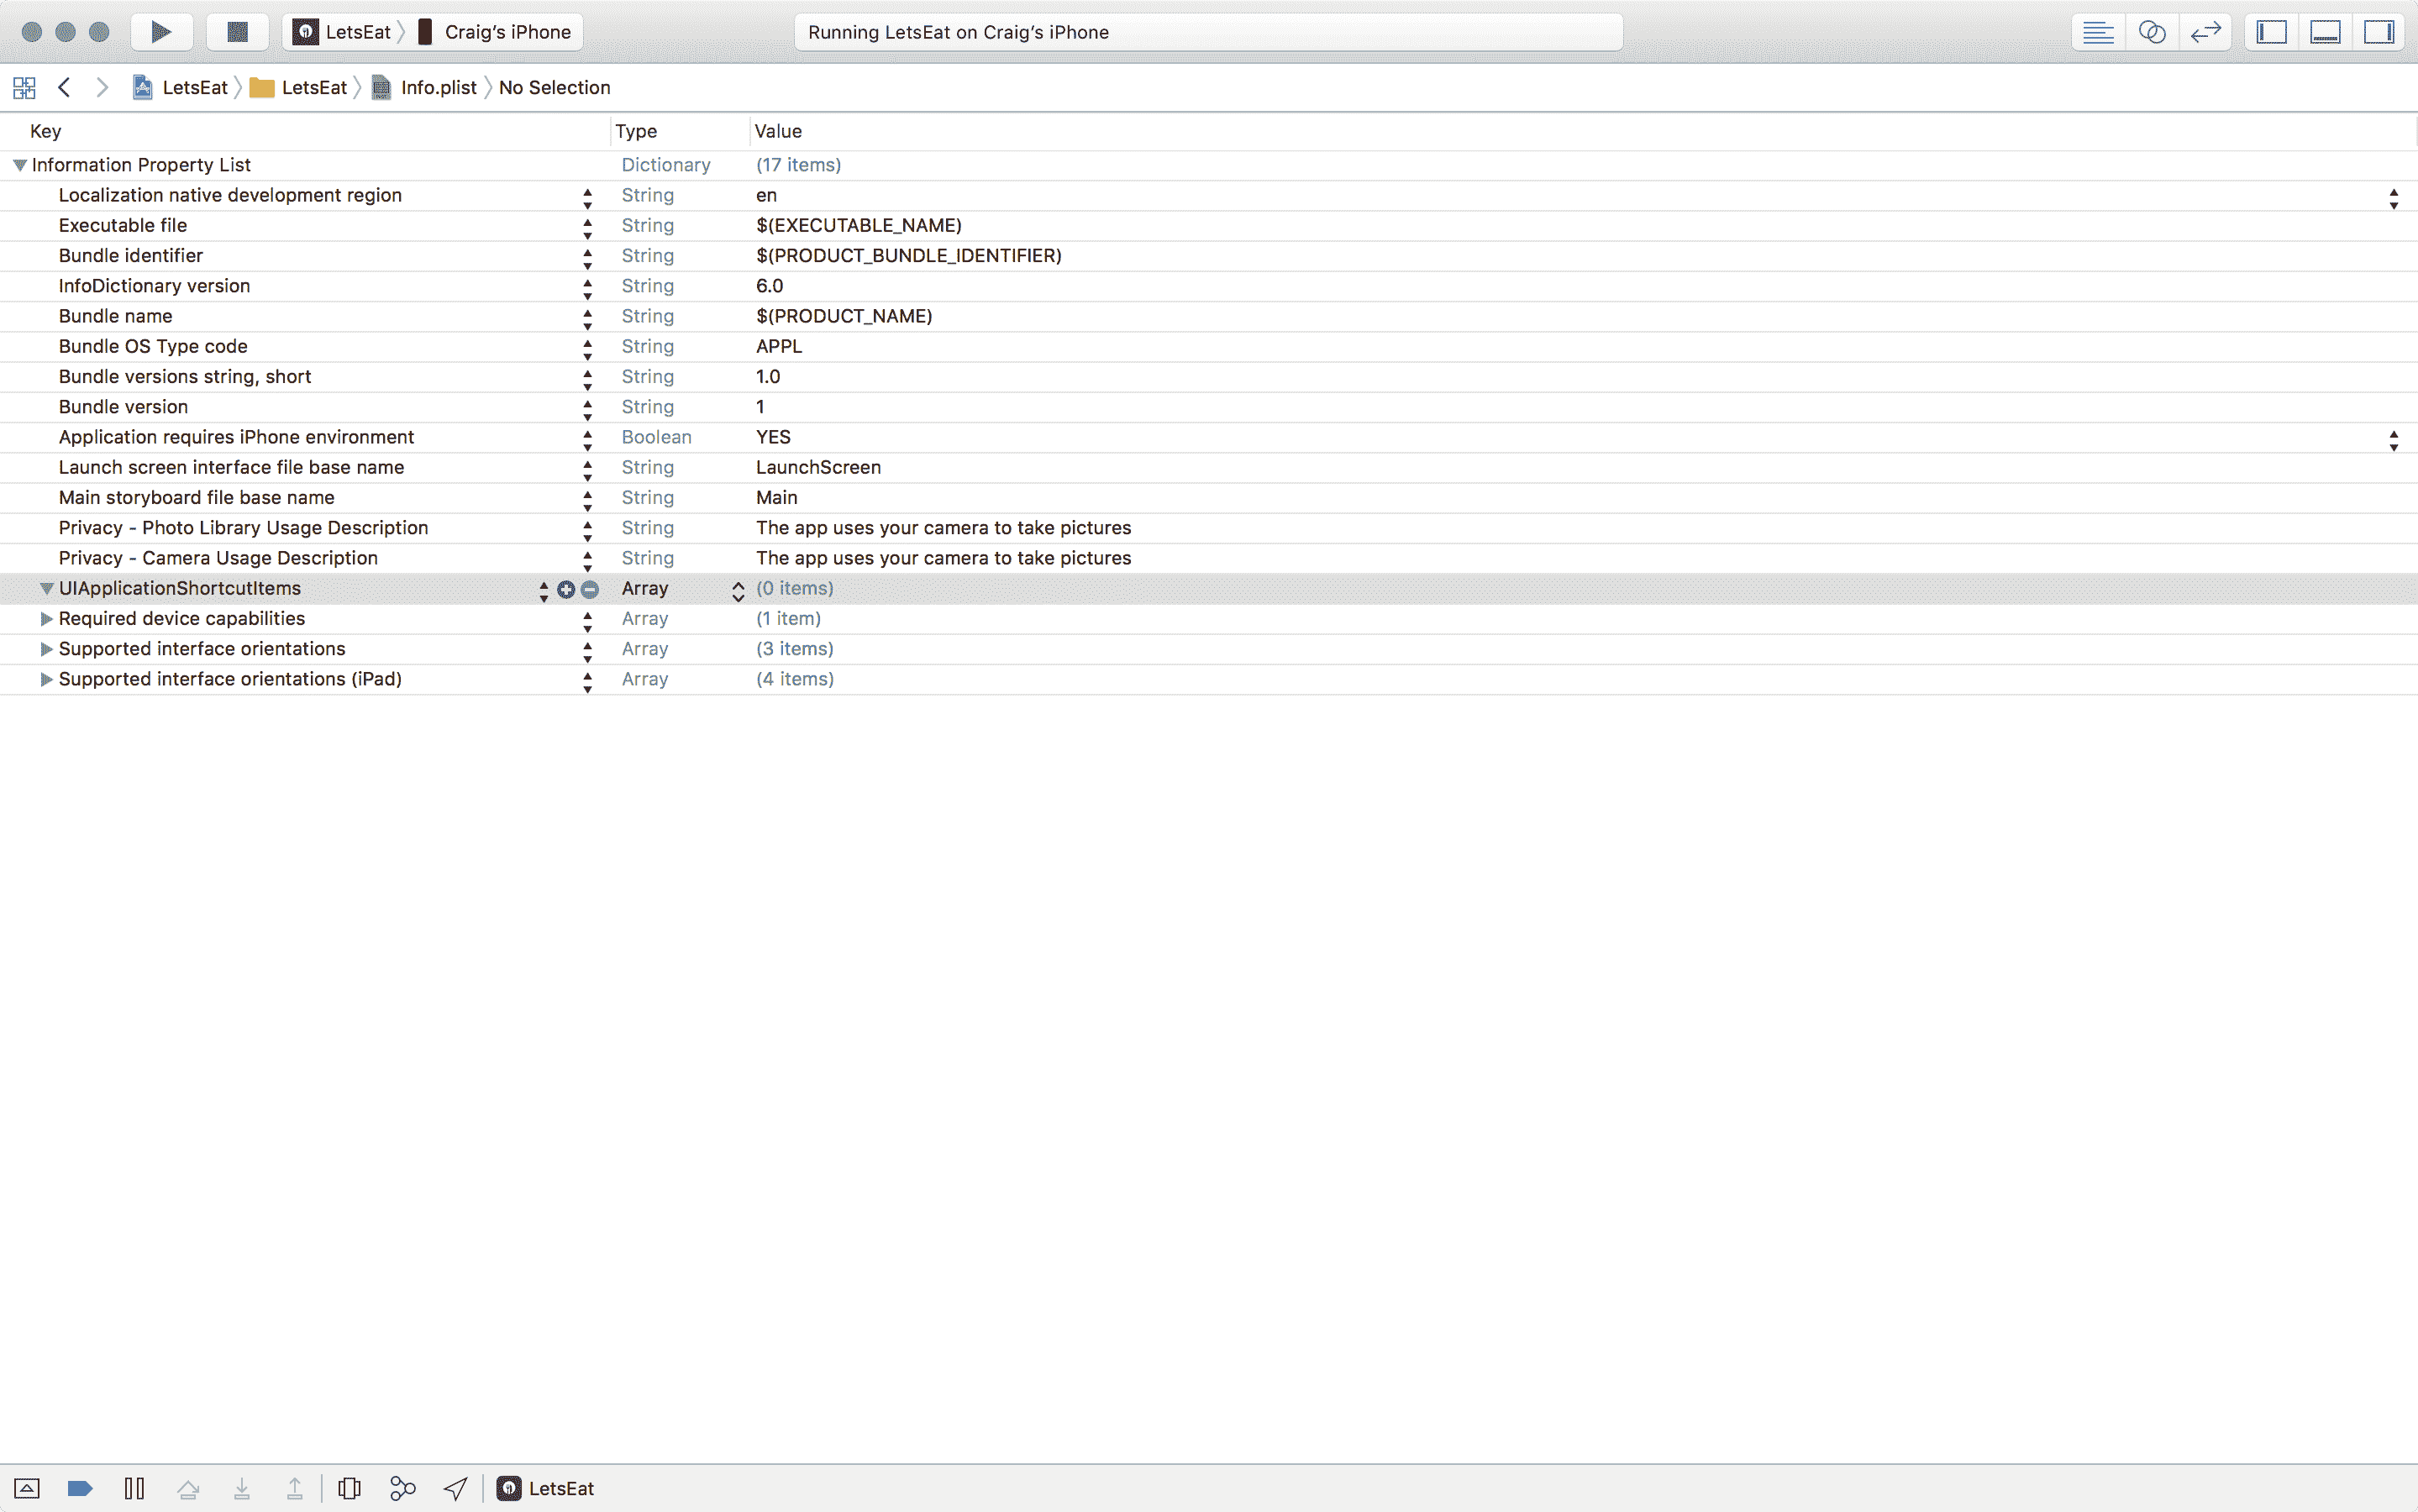 LetsEat Craig’s iPhone Running LetsEat on Craig’s iPhone
LetsEat LetsEat Info.plist No Selection
Key Type Value
Information Property List Dictionary (17 items)
Localization native development region String en
Executable file String $(EXECUTABLE_NAME)
Bundle identifier String $(PRODUCT_BUNDLE_IDENTIFIER)
InfoDictionary version String 6.0
Bundle name String $(PRODUCT_NAME)
Bundle OS Type code String APPL
Bundle versions string, short String 1.0
Bundle version String 1
Application requires iPhone environment Boolean YES
Launch screen interface file base name String LaunchScreen
Main storyboard file base name String Main
Privacy - Photo Library Usage Description String The app uses your camera to take pictures
Privacy - Camera Usage Description String The app uses your camera to take pictures
UIApplicationShortcutItems Array (0 items)
Required device capabilities Array (1 item)
Supported interface orientations Array (3 items)
Supported interface orientations (iPad) Array (4 items)
LetsEat